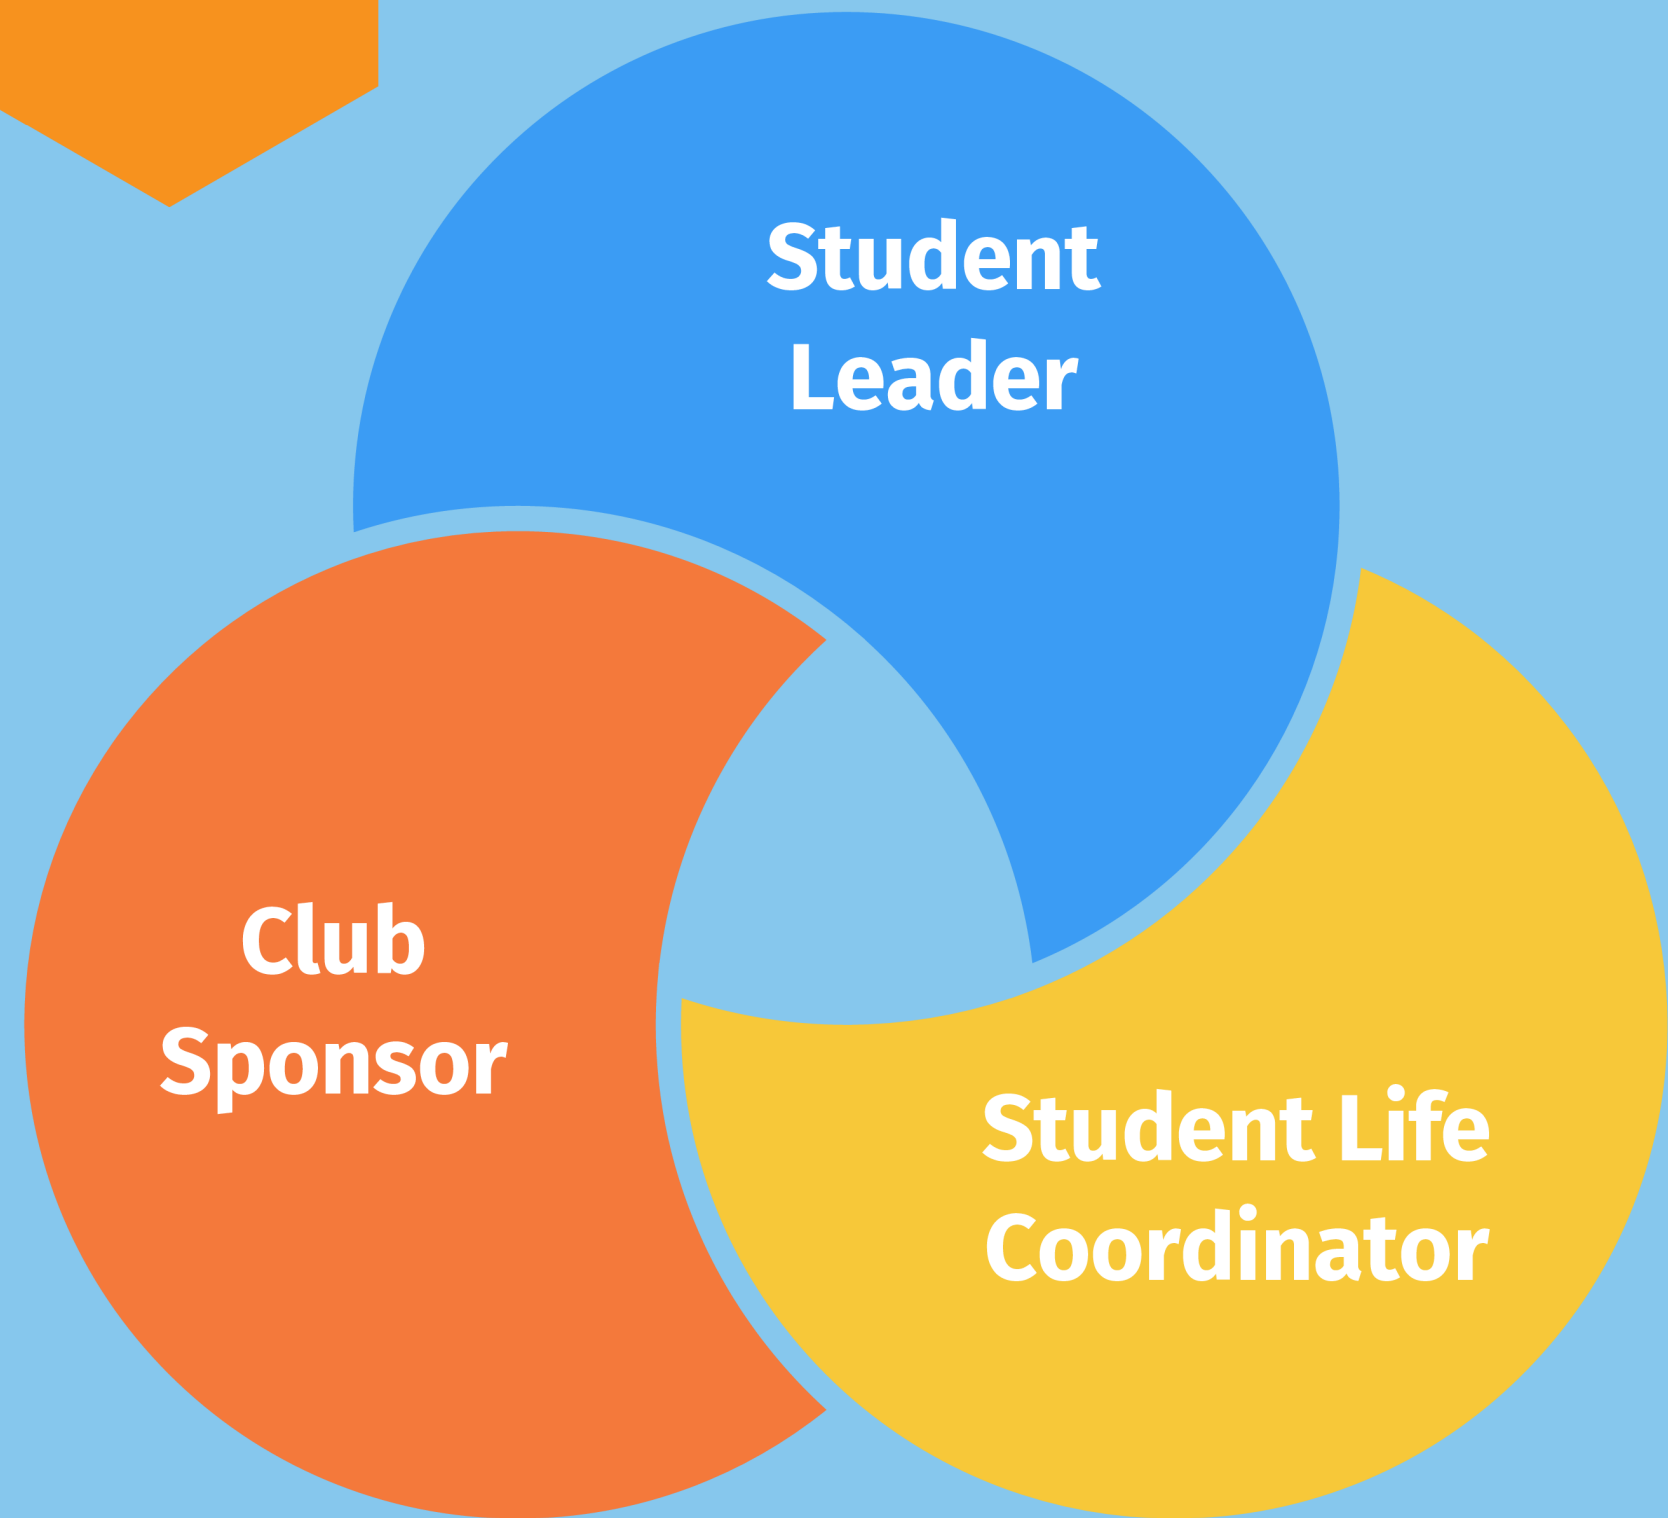 Student
Leader
Club
Sponsor
Student Life
Coordinator